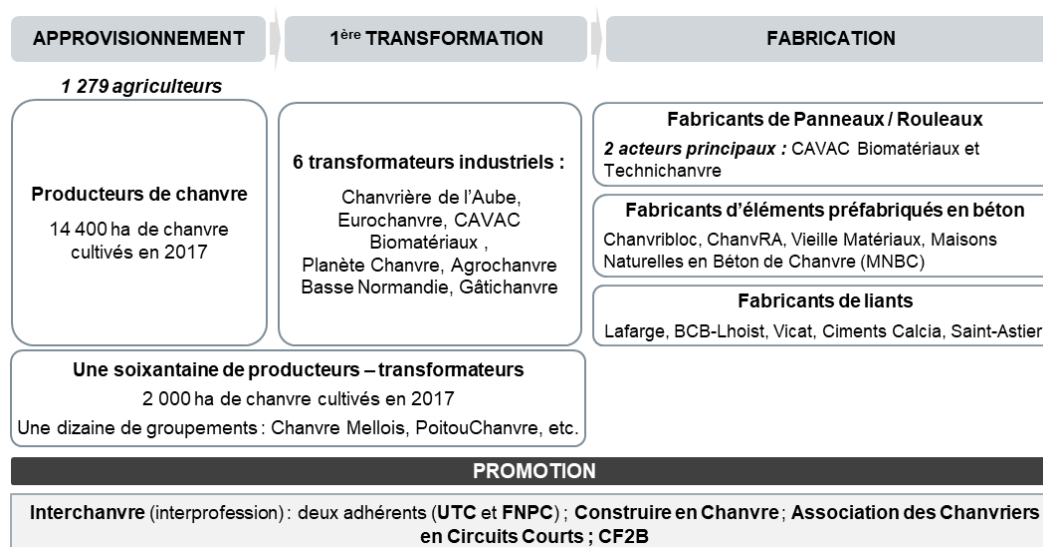 APPROVISIONNEMENT
1ère TRANSFORMATION
FABRICATION
1 279 agriculteurs
Producteurs de chanvre
14 400 ha de chanvre
cultivés en 2017
6 transformateurs industriels :
Chanvrière de l’Aube,
Eurochanvre, CAVAC
Biomatériaux ,
Planète Chanvre, Agrochanvre
Basse Normandie, Gâtichanvre
Fabricants de Panneaux / Rouleaux
2 acteurs principaux : CAVAC Biomatériaux et
Technichanvre
Fabricants d’éléments préfabriqués en béton
Chanvribloc, ChanvRA, Vieille Matériaux, Maisons
Naturelles en Béton de Chanvre (MNBC)
Fabricants de liants
Lafarge, BCB-Lhoist, Vicat, Ciments Calcia, Saint-Astier
Une soixantaine de producteurs – transformateurs
2 000 ha de chanvre cultivés en 2017
Une dizaine de groupements : Chanvre Mellois, PoitouChanvre, etc.
PROMOTION
Interchanvre (interprofession) : deux adhérents (UTC et FNPC) ; Construire en Chanvre ; Association des Chanvriers
en Circuits Courts ; CF2B